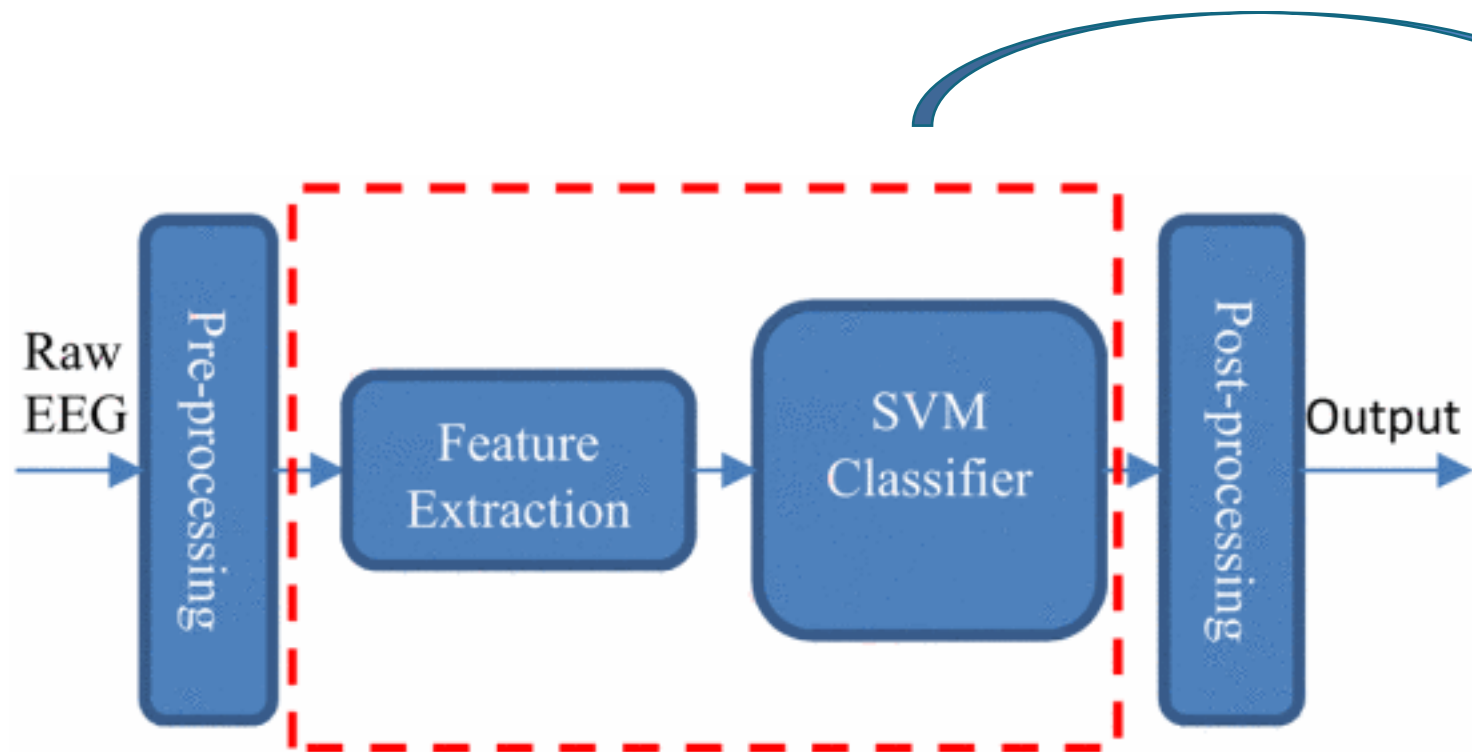 Raw
EEG
Pre-processing
Feature
Extraction
SVM
Classifier
Post-processing
Output